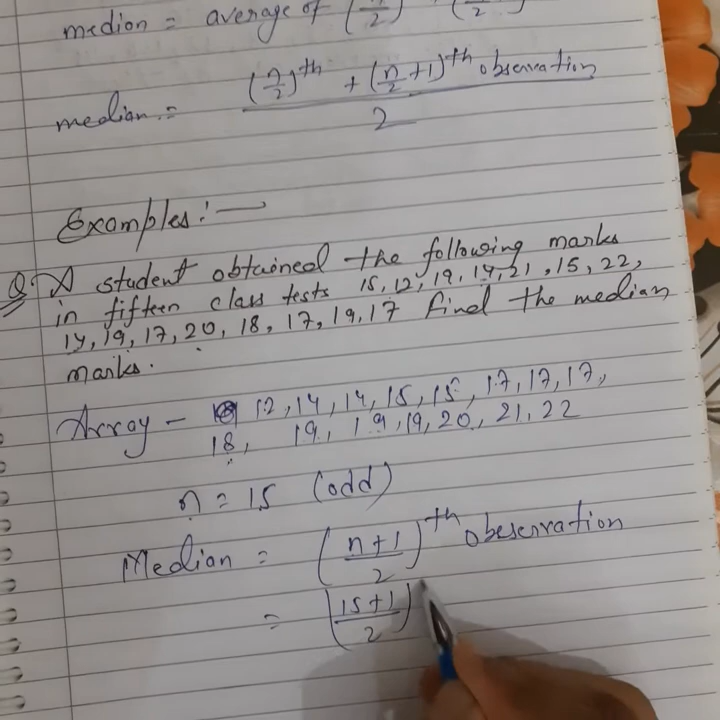 median = average of (n/2) (/2
median = (n/2)th + (n/2+1)th observation / 2
Examples:—
Q. A student obtained the following marks
in fifteen class tests 15, 12, 19, 14, 21, 15, 22,
14, 19, 17, 20, 18, 17, 19, 17 find the median
marks.
Array - 12, 14, 14, 15, 15, 17, 17, 17,
18, 19, 19, 19, 20, 21, 22
n = 15 (odd)
Median = (n+1/2)th obeservation
= (15+1/2)